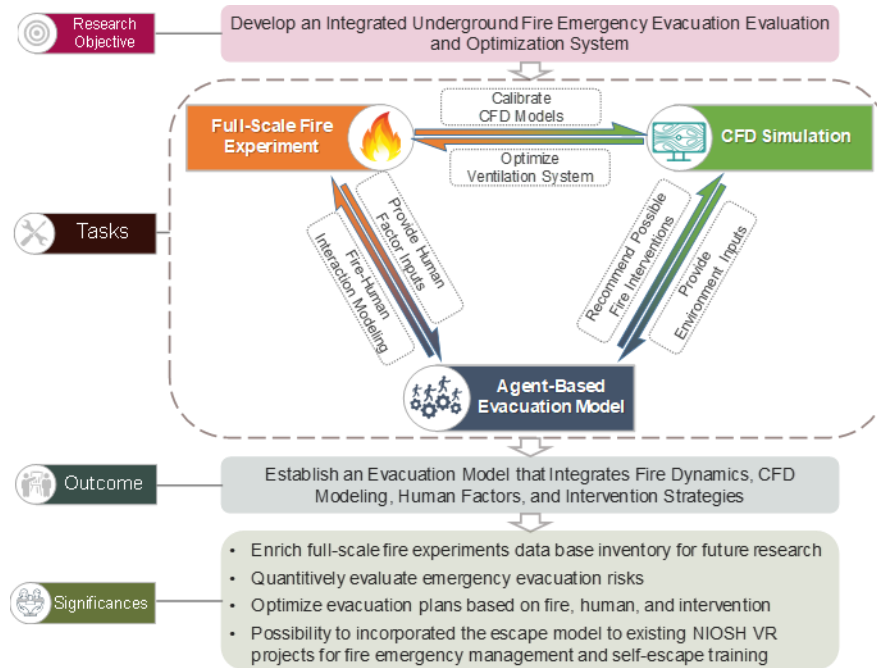 Research
Objective
Develop an Integrated Underground Fire Emergency Evacuation Evaluation
and Optimization System
Calibrate
CFD Models
Full-Scale Fire
Experiment
CFD Simulation
Optimize
Ventilation System
Tasks
Provide Human
Factor Inputs
Fire-Human
Interaction Modeling
Recommend Possible
Fire Interventions
Provide
Environment Inputs
Agent-Based
Evacuation Model
Outcome
Establish an Evacuation Model that Integrates Fire Dynamics, CFD
Modeling, Human Factors, and Intervention Strategies
Significances
• Enrich full-scale fire experiments data base inventory for future research
• Quantitively evaluate emergency evacuation risks
• Optimize evacuation plans based on fire, human, and intervention
• Possibility to incorporated the escape model to existing NIOSH VR
projects for fire emergency management and self-escape training